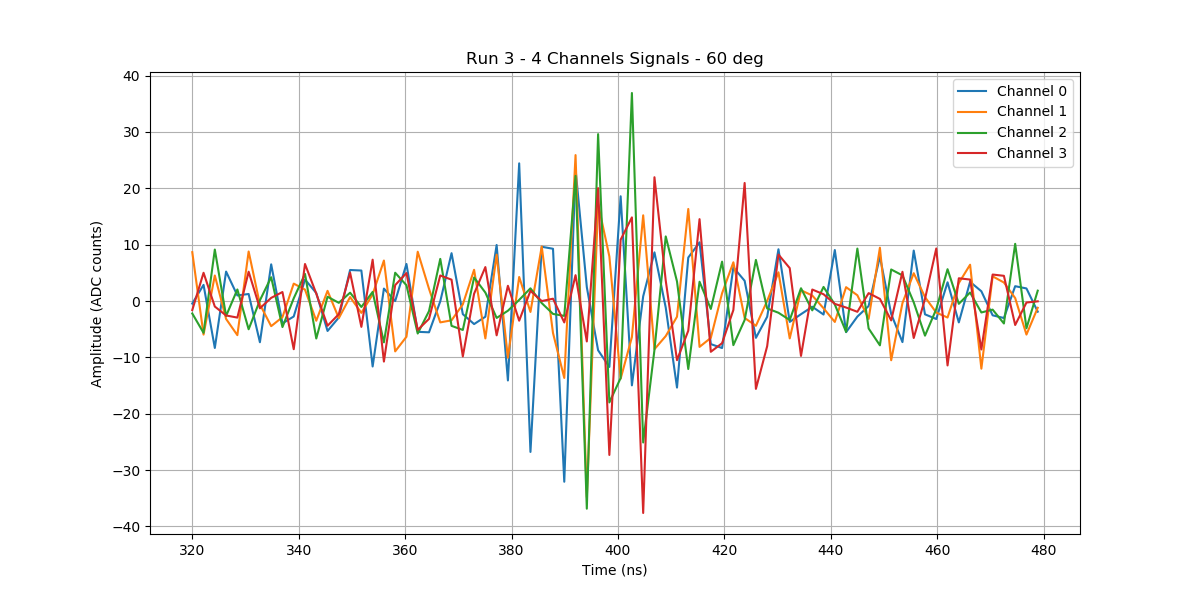 Run 3 - 4 Channels Signals - 60 deg
40
30
20
10
0
−10
−20
−30
−40
Amplitude (ADC counts)
Channel 0
Channel 1
Channel 2
Channel 3
320 340 360 380 400 420 440 460 480
Time (ns)